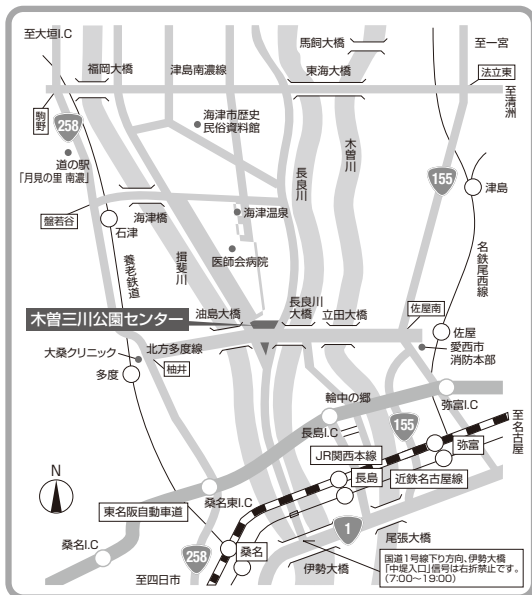 至大垣I.C
福岡大橋
津島南濃線
馬飼大橋
東海大橋
至一宮
法立東
至清洲
駒野
258
海津市歴史
民俗資料館
道の駅
「月見の里 南濃」
長良川
木曽川
155
津島
盤若谷
海津橋
海津温泉
石津
養老鉄道
揖斐川
医師会病院
名鉄尾西線
木曽三川公園センター
油島大橋
長良川
大橋
立田大橋
佐屋南
佐屋
愛西市
消防本部
大桑クリニック
北方多度線
柚井
多度
輪中の郷
弥富I.C
長島I.C
155
至名古屋
JR関西本線
弥富
長島
近鉄名古屋線
N
桑名東I.C
東名阪自動車道
桑名I.C
258
桑名
1
尾張大橋
伊勢大橋
至四日市
国道1号線下り方向、伊勢大橋
「中堤入口」信号は右折禁止です。
(7:00〜19:00)